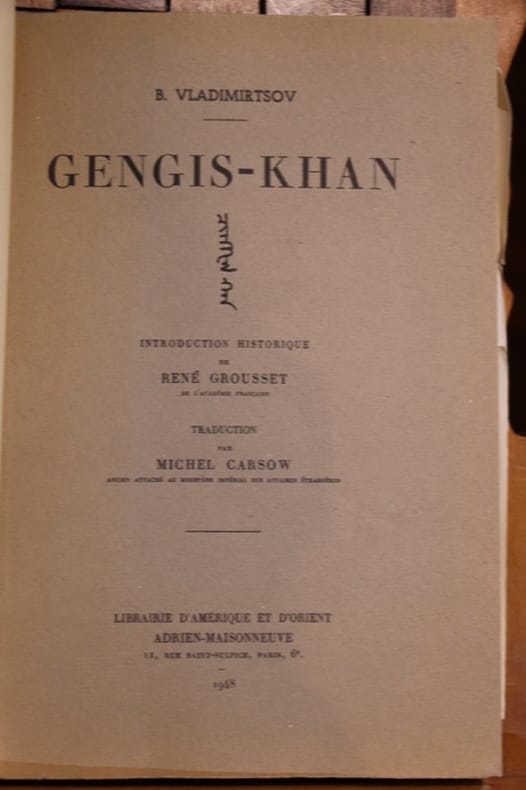 B. VLADIMIRTSOV
GENGIS-KHAN
INTRODUCTION HISTORIQUE
DE
RENÉ GROUSSET
DE L'ACADÉMIE FRANÇAISE
TRADUCTION
PAR
MICHEL CARSOW
ANCIEN ATTACHÉ AU MINISTÈRE IMPÉRIAL DES AFFAIRES ÉTRANGÈRES
LIBRAIRIE D'AMÉRIQUE ET D'ORIENT
ADRIEN-MAISONNEUVE
11, RUE SAINT-SULPICE, PARIS, 6e.
1948